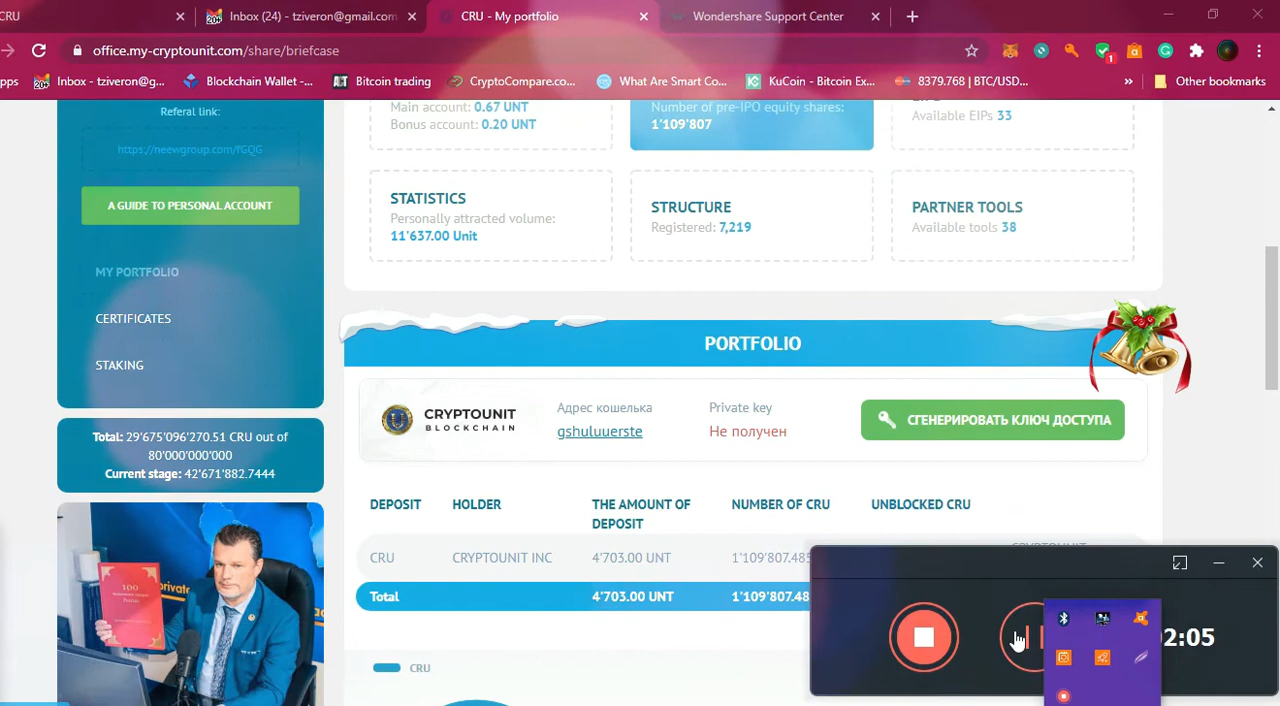 CRU
Inbox (24) - tziveron@gmail.com
CRU - My portfolio
Wondershare Support Center
office.my-cryptounit.com/share/briefcase
1
pps
Inbox - tziveron@g...
Blockchain Wallet -...
Bitcoin trading
CryptoCompare.co...
What Are Smart Co...
KuCoin - Bitcoin Ex...
8379.768 | BTC/USD...
»
Other bookmarks
Referal link:
https://neewgroup.com/fGQG
A GUIDE TO PERSONAL ACCOUNT
MY PORTFOLIO
CERTIFICATES
STAKING
Total: 29'675'096'270.51 CRU out of
80'000'000'000
Current stage: 42'671'882.7444
Main account: 0.67 UNT
Bonus account: 0.20 UNT
Number of pre-IPO equity shares:
1'109'807
Available EIPs 33
STATISTICS
Personally attracted volume:
11'637.00 Unit
STRUCTURE
Registered: 7,219
PARTNER TOOLS
Available tools 38
PORTFOLIO
CRYPTOUNIT
BLOCKCHAIN
Адрес кошелька
gshuluuerste
Private key
Не получен
СГЕНЕРИРОВАТЬ КЛЮЧ ДОСТУПА
DEPOSIT
HOLDER
THE AMOUNT OF
DEPOSIT
NUMBER OF CRU
UNBLOCKED CRU
CRU
CRYPTOUNIT INC
4'703.00 UNT
1'109'807.485
Total
4'703.00 UNT
1'109'807.48
CRU
2:05